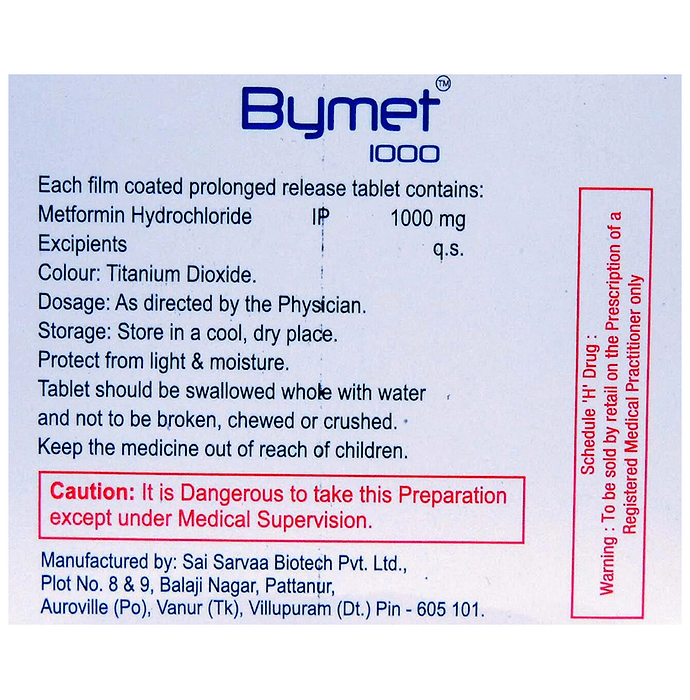 Bymet™
1000
Each film coated prolonged release tablet contains:
Metformin Hydrochloride IP 1000 mg
Excipients q.s.
Colour: Titanium Dioxide.
Dosage: As directed by the Physician.
Storage: Store in a cool, dry place.
Protect from light & moisture.
Tablet should be swallowed whole with water
and not to be broken, chewed or crushed.
Keep the medicine out of reach of children.
Caution: It is Dangerous to take this Preparation
except under Medical Supervision.
Manufactured by: Sai Sarvaa Biotech Pvt. Ltd.,
Plot No. 8 & 9, Balaji Nagar, Pattanur,
Auroville (Po), Vanur (Tk), Villupuram (Dt.) Pin - 605 101.
Schedule 'H' Drug :
Warning : To be sold by retail on the Prescription of a
Registered Medical Practitioner only